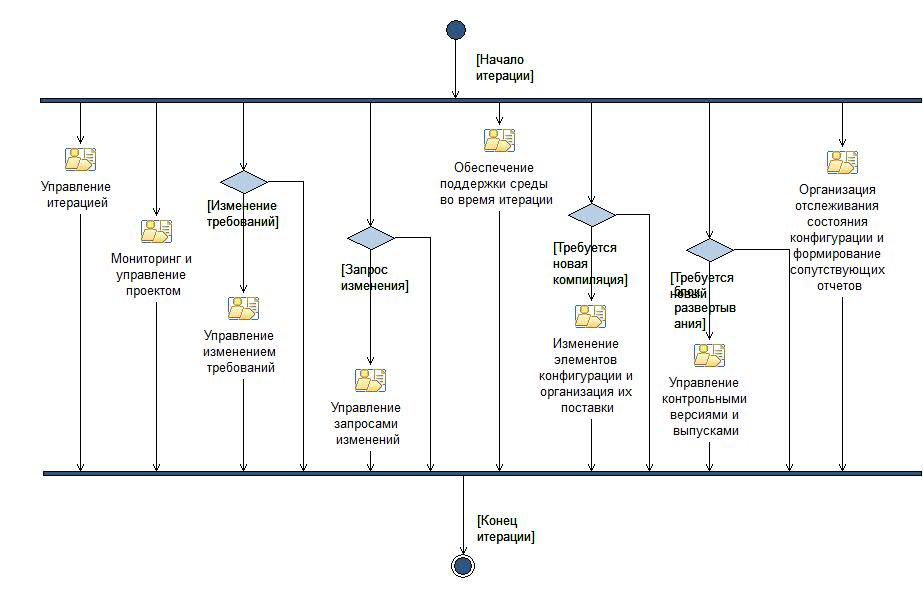 [Начало
итерации]
Управление
итерацией
Мониторинг и
управление
проектом
[Изменение
требований]
Управление
изменением
требований
[Запрос
изменения]
Управление
запросами
изменений
Обеспечение
поддержки среды
во время итерации
[Требуется
новая
компиляция]
Изменение
элементов
конфигурации и
организация их
поставки
[Требуется
новый
блок
развертыв
ания]
Управление
контрольными
версиями и
выпусками
Организация
отслеживания
состояния
конфигурации и
формирование
сопутствующих
отчетов
[Конец
итерации]